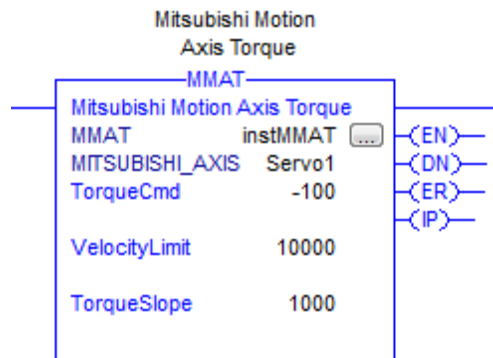 Mitsubishi Motion
Axis Torque
MMAT
Mitsubishi Motion Axis Torque
MMAT instMMAT ... (EN)
MITSUBISHI_AXIS Servo1 (DN)
TorqueCmd -100 (ER)
(IP)
VelocityLimit 10000
TorqueSlope 1000